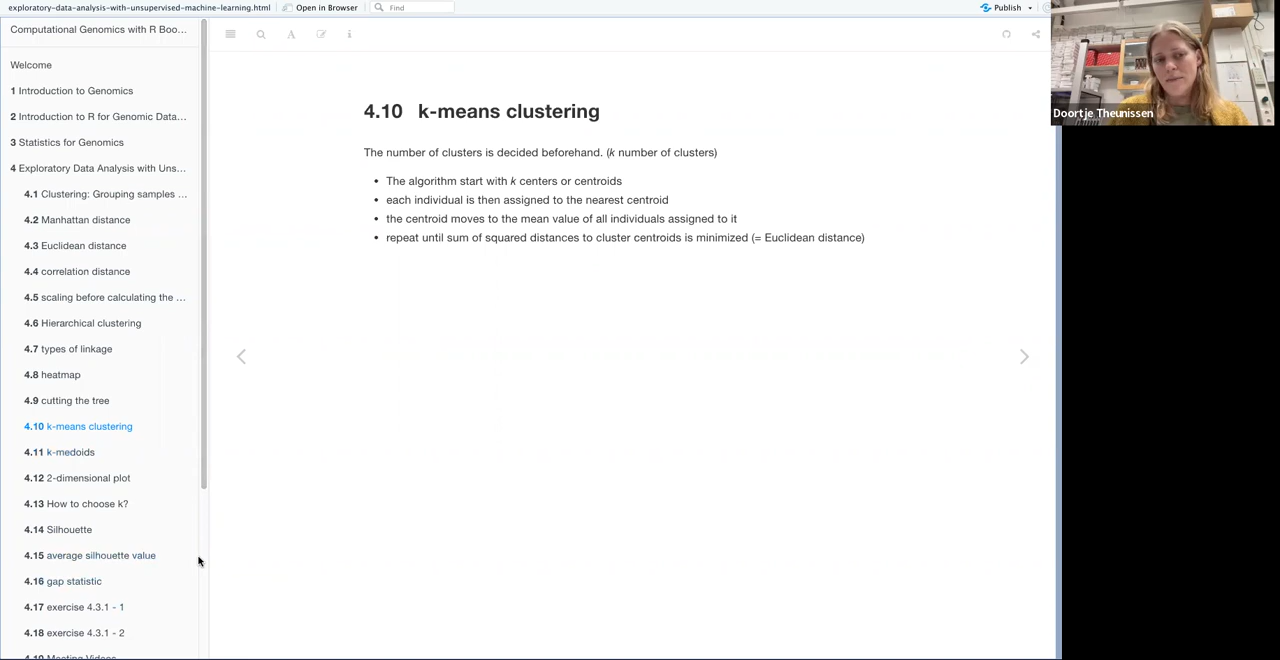 exploratory-data-analysis-with-unsupervised-machine-learning.html
Open in Browser
Find
Publish
Computational Genomics with R Boo...
Welcome
1 Introduction to Genomics
2 Introduction to R for Genomic Data...
3 Statistics for Genomics
4 Exploratory Data Analysis with Uns...
4.1 Clustering: Grouping samples ...
4.2 Manhattan distance
4.3 Euclidean distance
4.4 correlation distance
4.5 scaling before calculating the ...
4.6 Hierarchical clustering
4.7 types of linkage
4.8 heatmap
4.9 cutting the tree
4.10 k-means clustering
4.11 k-medoids
4.12 2-dimensional plot
4.13 How to choose k?
4.14 Silhouette
4.15 average silhouette value
4.16 gap statistic
4.17 exercise 4.3.1 - 1
4.18 exercise 4.3.1 - 2
4.19 Meeting Videos
4.10 k-means clustering
The number of clusters is decided beforehand. (k number of clusters)
• The algorithm start with k centers or centroids
• each individual is then assigned to the nearest centroid
• the centroid moves to the mean value of all individuals assigned to it
• repeat until sum of squared distances to cluster centroids is minimized (= Euclidean distance)
Doortje Theunissen